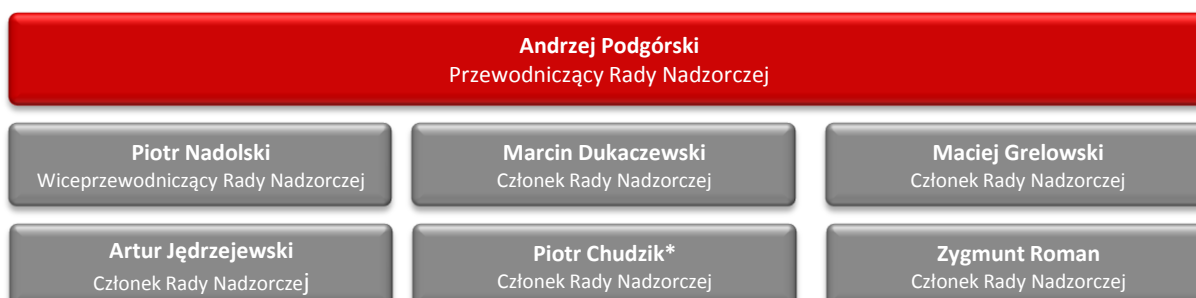 Andrzej Podgórski
Przewodniczący Rady Nadzorczej
Piotr Nadolski
Wiceprzewodniczący Rady Nadzorczej
Marcin Dukaczewski
Członek Rady Nadzorczej
Maciej Grelowski
Członek Rady Nadzorczej
Artur Jędrzejewski
Członek Rady Nadzorczej
Piotr Chudzik*
Członek Rady Nadzorczej
Zygmunt Roman
Członek Rady Nadzorczej